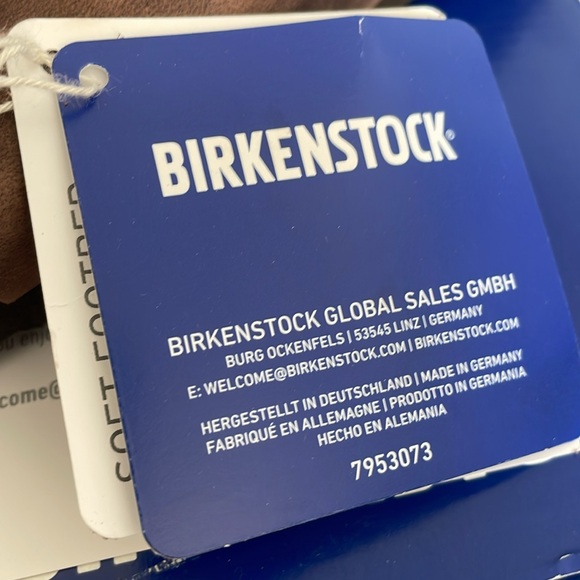 BIRKENSTOCK®
BIRKENSTOCK GLOBAL SALES GMBH
BURG OCKENFELS | 53545 LINZ | GERMANY
E: WELCOME@BIRKENSTOCK.COM | BIRKENSTOCK.COM
HERGESTELLT IN DEUTSCHLAND | MADE IN GERMANY
FABRIQUÉ EN ALLEMAGNE | PRODOTTO IN GERMANIA
HECHO EN ALEMANIA
7953073
SOFT FOOTBED
come@